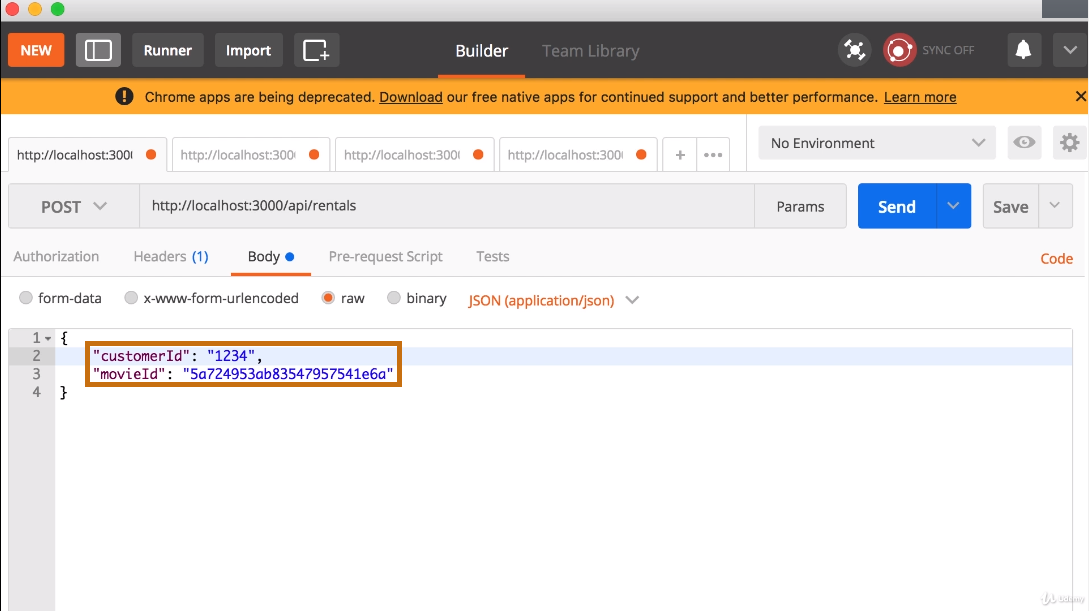 NEW Runner Import Builder Team Library SYNC OFF
! Chrome apps are being deprecated. Download our free native apps for continued support and better performance. Learn more
http://localhost:300 http://localhost:300 http://localhost:300 http://localhost:300 + No Environment
POST http://localhost:3000/api/rentals Params Send Save
Authorization Headers (1) Body Pre-request Script Tests Code
form-data x-www-form-urlencoded raw binary JSON (application/json)
1 {
2 "customerId": "1234",
3 "movieId": "5a724953ab83547957541e6a"
4 }
Udemy